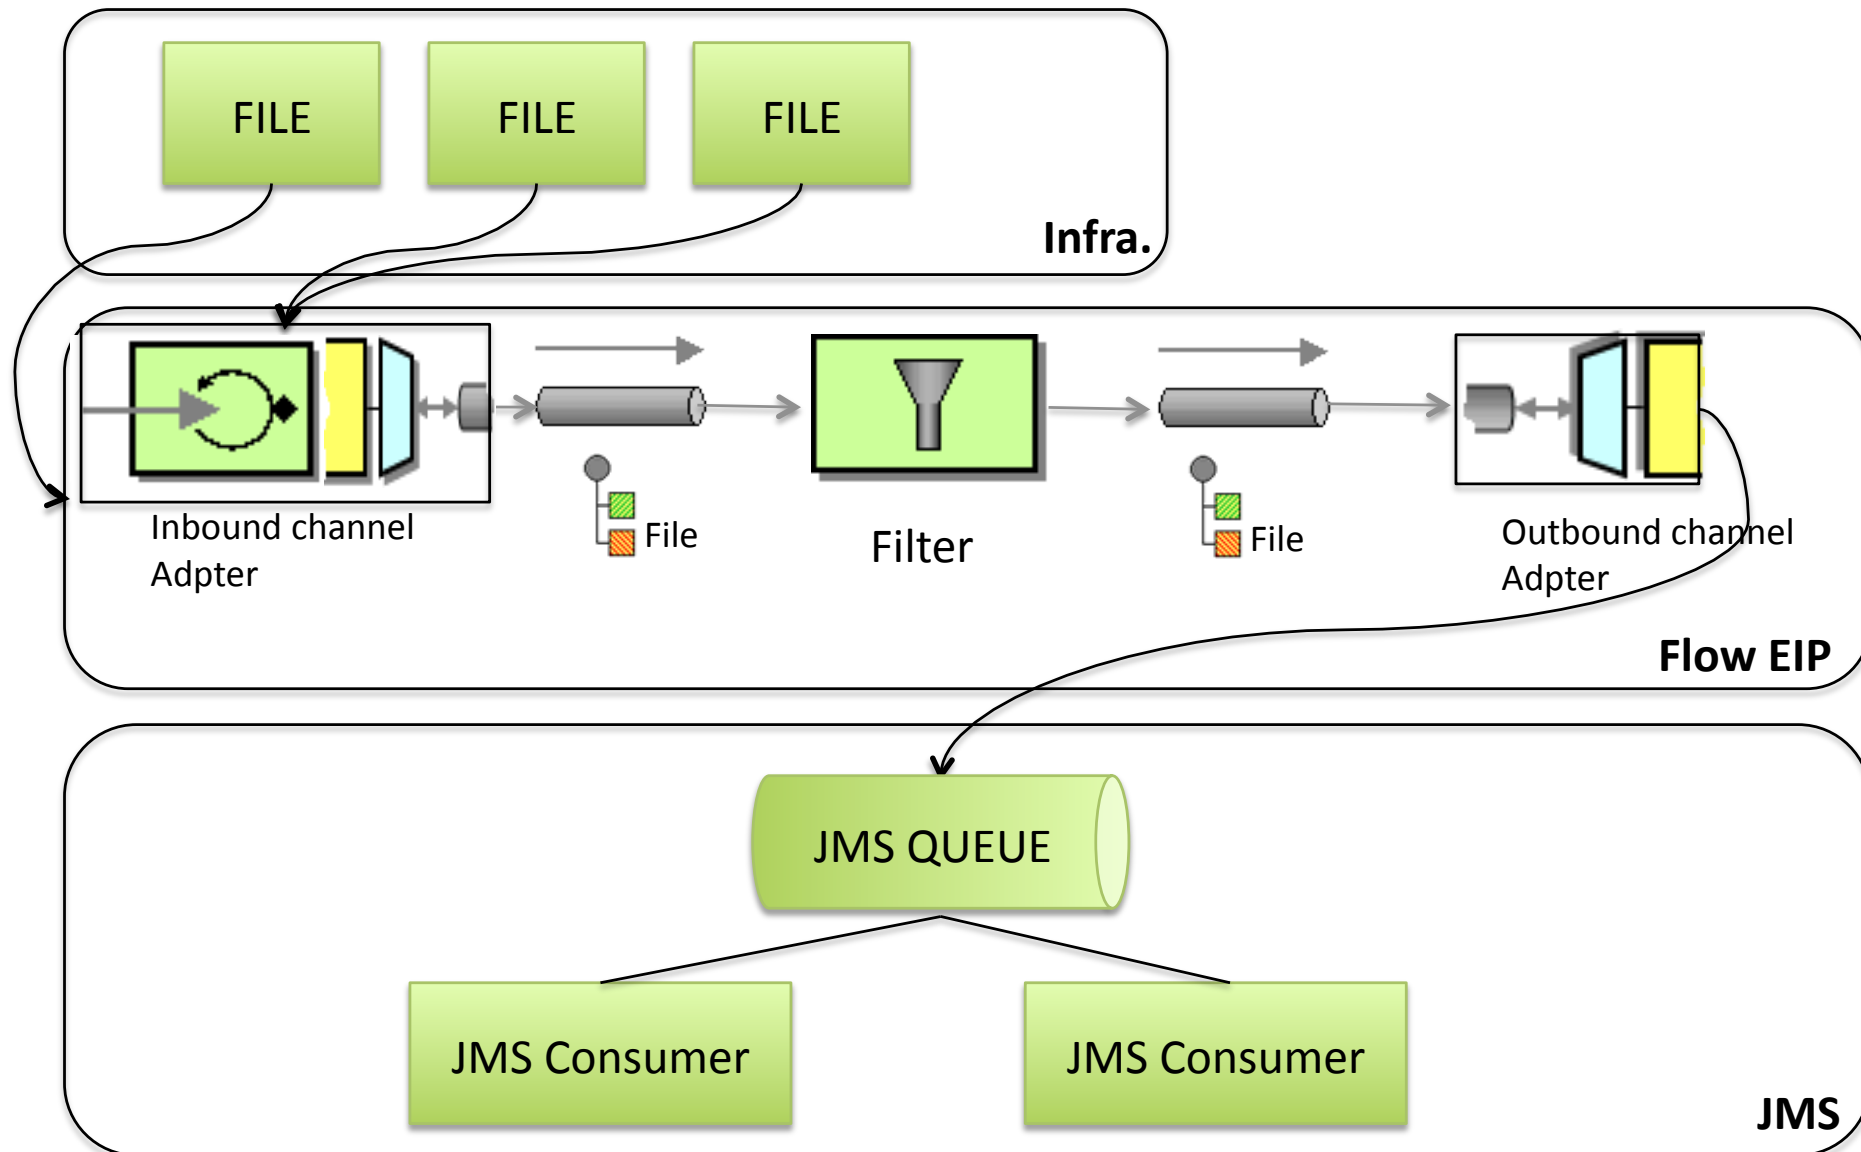 FILE
FILE
FILE
Infra.
Inbound channel
Adpter
File
Filter
File
Outbound channel
Adpter
Flow EIP
JMS QUEUE
JMS Consumer
JMS Consumer
JMS